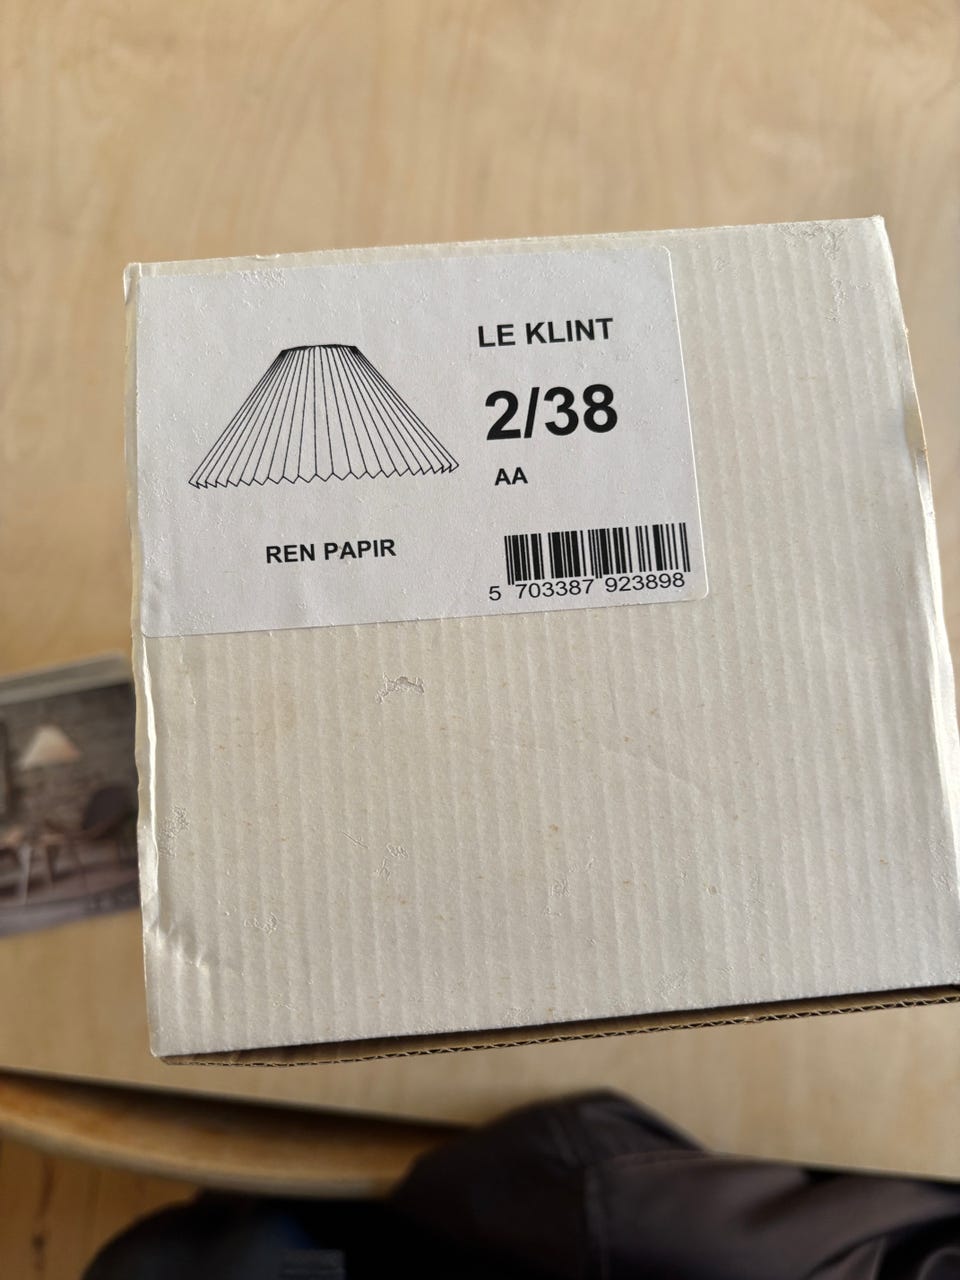 LE KLINT
2/38
AA
REN PAPIR
5 703387 923898